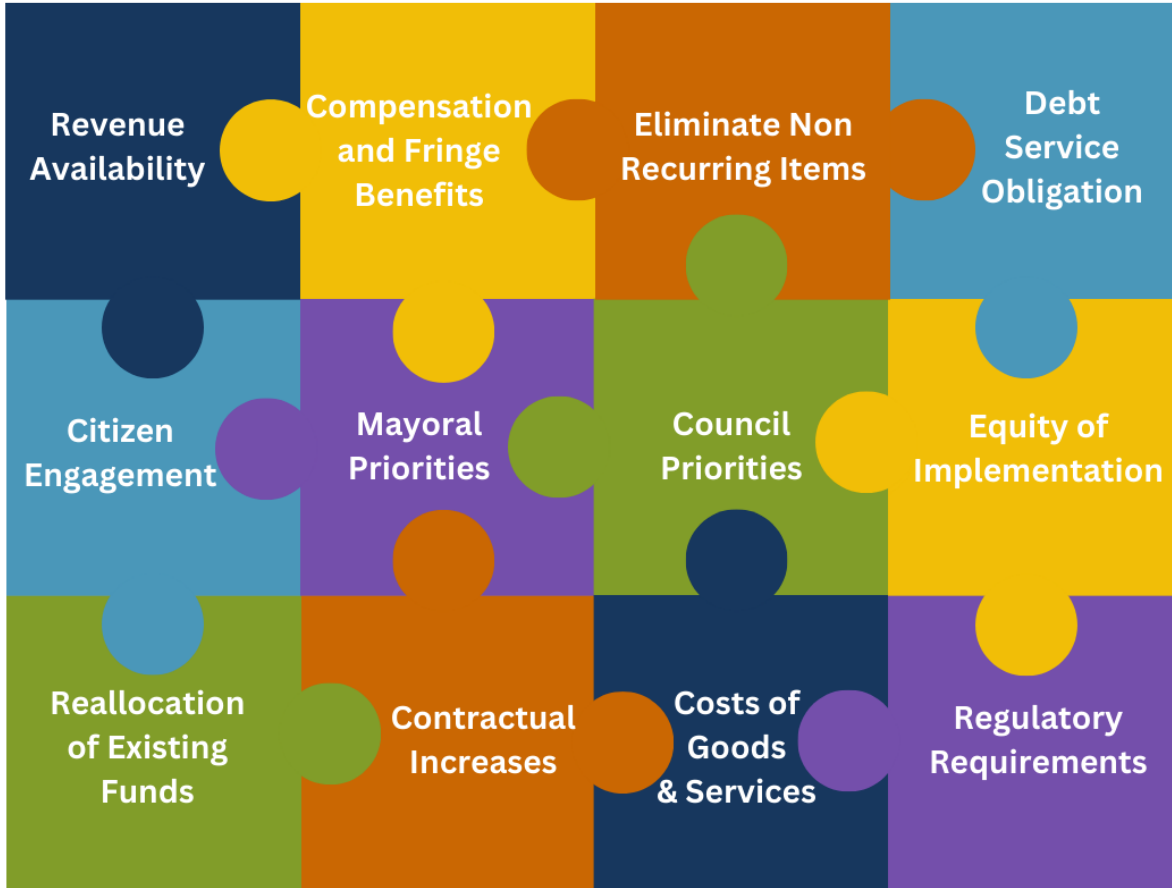 Revenue
Availability
Compensation
and Fringe
Benefits
Eliminate Non
Recurring Items
Debt
Service
Obligation
Citizen
Engagement
Mayoral
Priorities
Council
Priorities
Equity of
Implementation
Reallocation
of Existing
Funds
Contractual
Increases
Costs of
Goods
& Services
Regulatory
Requirements